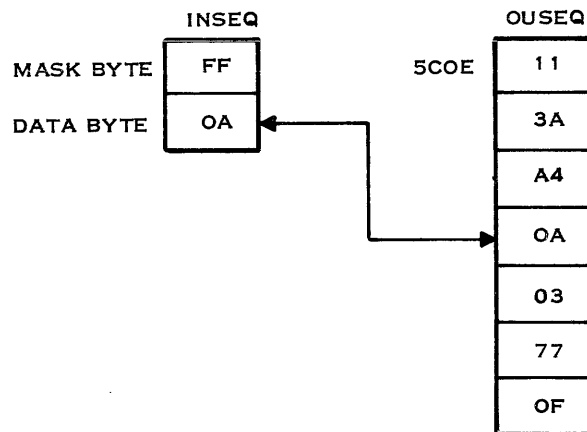 INSEQ
MASK BYTE FF
DATA BYTE 0A
OUSEQ
5C0E 11
3A
A4
0A
03
77
0F